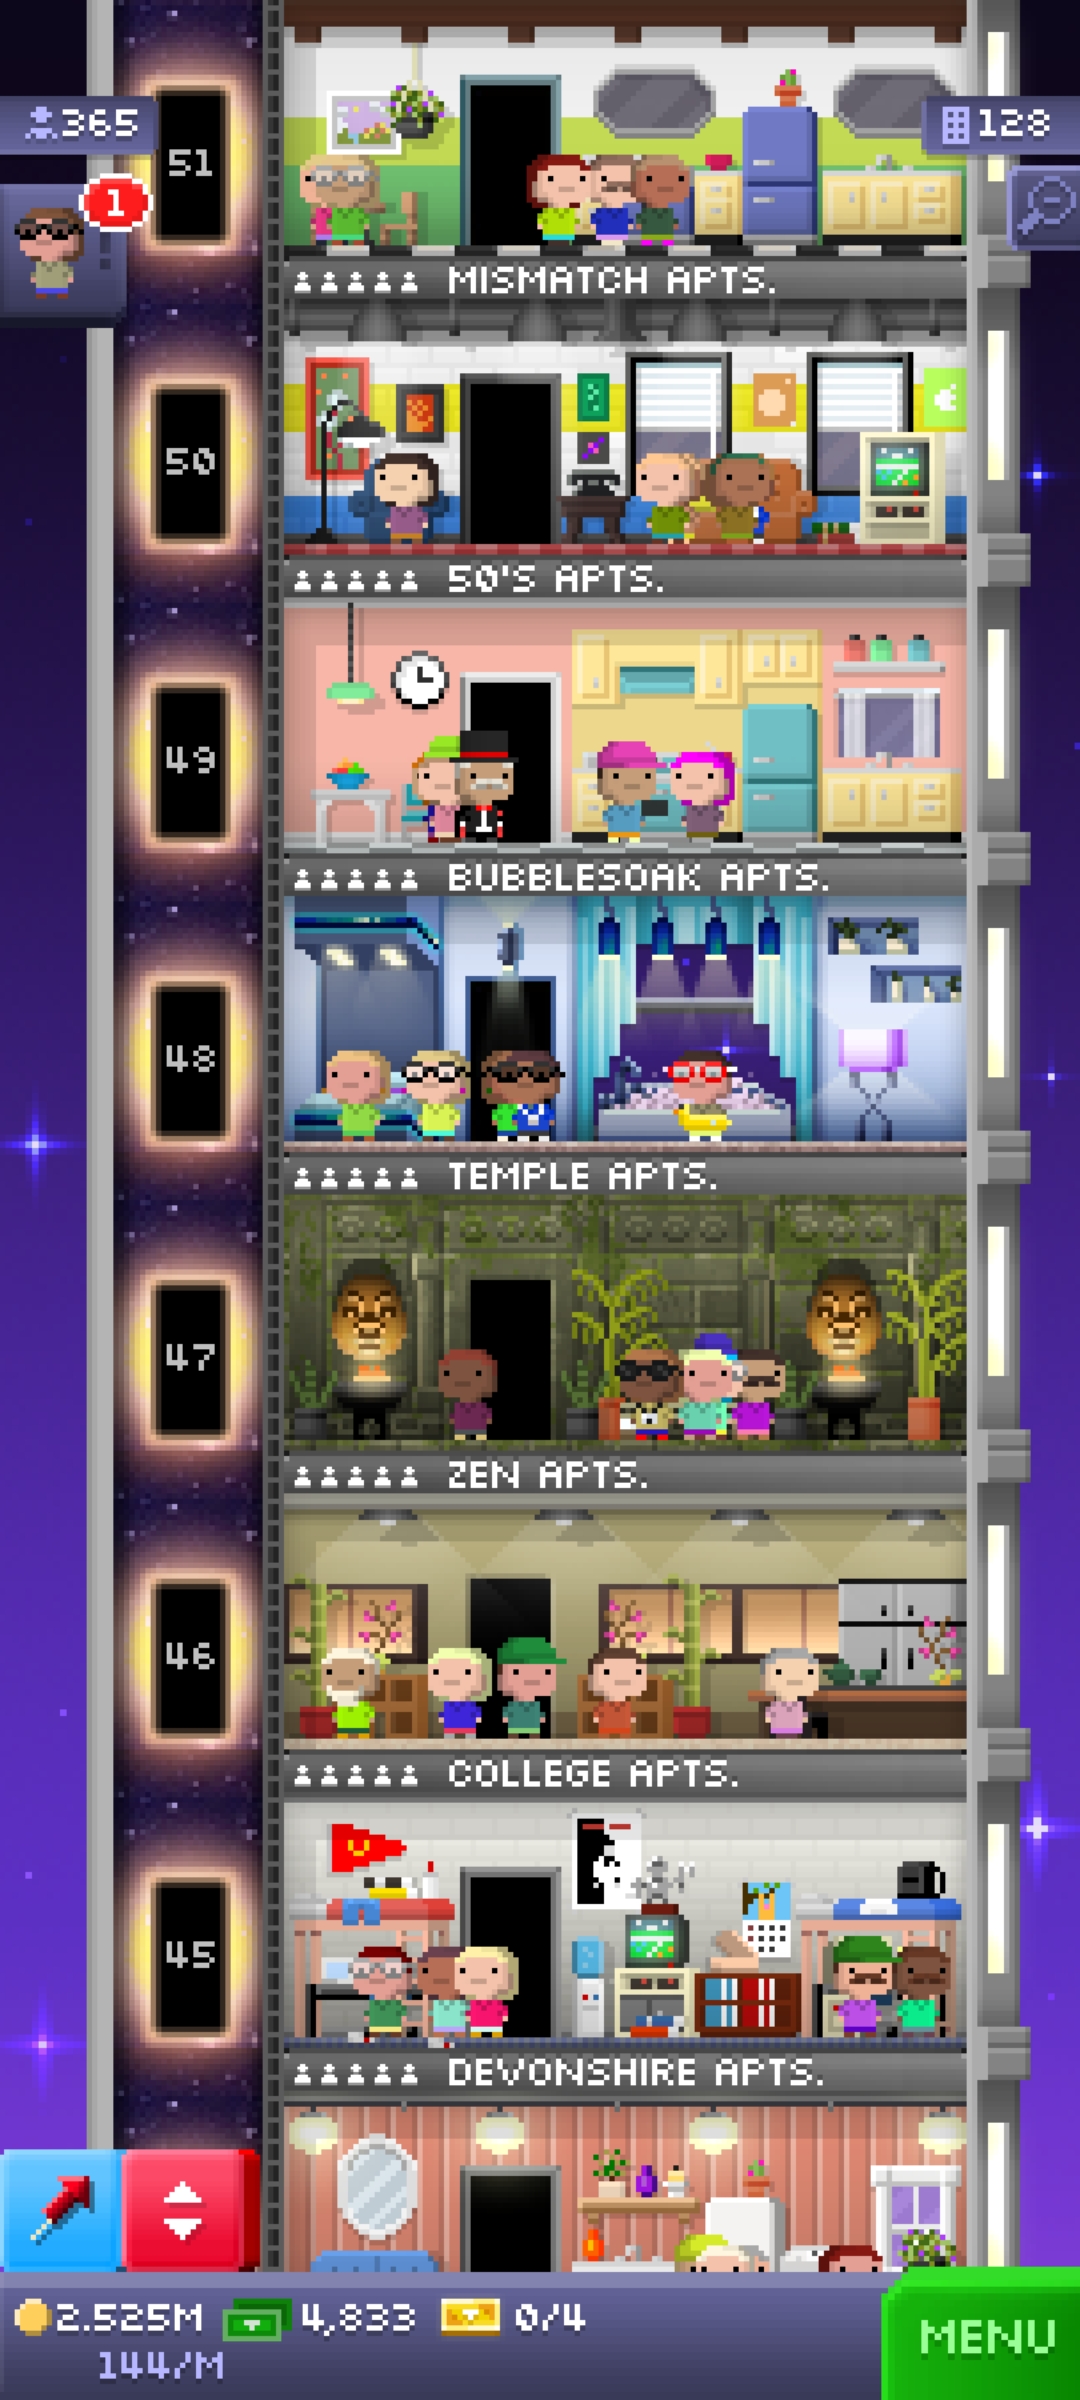 365
128
1
51
MISMATCH APTS.
50
50'S APTS.
49
BUBBLESOAK APTS.
48
TEMPLE APTS.
47
ZEN APTS.
46
COLLEGE APTS.
45
DEVONSHIRE APTS.
2.525M 4,833 0/4
144/M
MENU